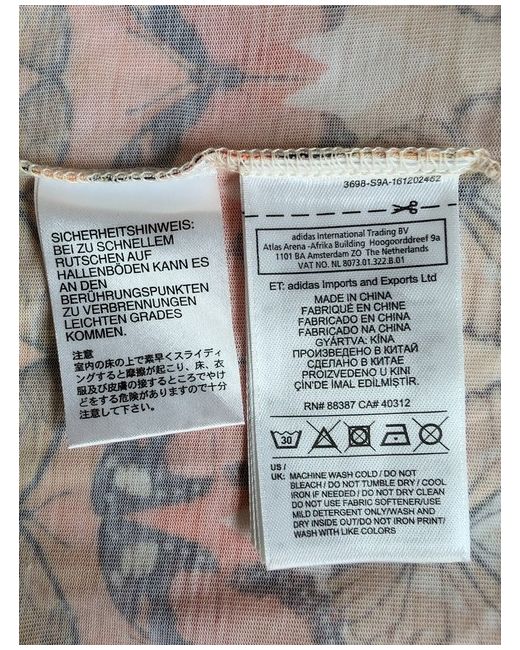 SICHERHEITSHINWEIS:
BEI ZU SCHNELLEM
RUTSCHEN AUF
HALLENBÖDEN KANN ES
AN DEN
BERÜHRUNGSPUNKTEN
ZU VERBRENNUNGEN
LEICHTEN GRADES
KOMMEN.
注意
室内の床の上で素早くスライディ
ングすると摩擦が起こり、床、衣
服及び皮膚の接するところでやけ
どをする危険がありますので十分
注意して下さい。
3698-S9A-161202462
adidas International Trading BV
Atlas Arena -Afrika Building Hoogoorddreef 9a
1101 BA Amsterdam ZO The Netherlands
VAT NO. NL 8073.01.322.B.01
ET: adidas Imports and Exports Ltd
MADE IN CHINA
FABRIQUÉ EN CHINE
FABRICADO EN CHINA
FABRICADO NA CHINA
GYÁRTVA: KÍNA
ПРОИЗВЕДЕНО В КИТАЙ
СДЕЛАНО В КИТАЕ
PROIZVEDENO U KINI
ÇİN'DE İMAL EDİLMİŞTİR.
RN# 88387 CA# 40312
30
US /
UK: MACHINE WASH COLD / DO NOT
BLEACH / DO NOT TUMBLE DRY / COOL
IRON IF NEEDED / DO NOT DRY CLEAN
DO NOT USE FABRIC SOFTENER/USE
MILD DETERGENT ONLY/WASH AND
DRY INSIDE OUT/DO NOT IRON PRINT/
WASH WITH LIKE COLORS